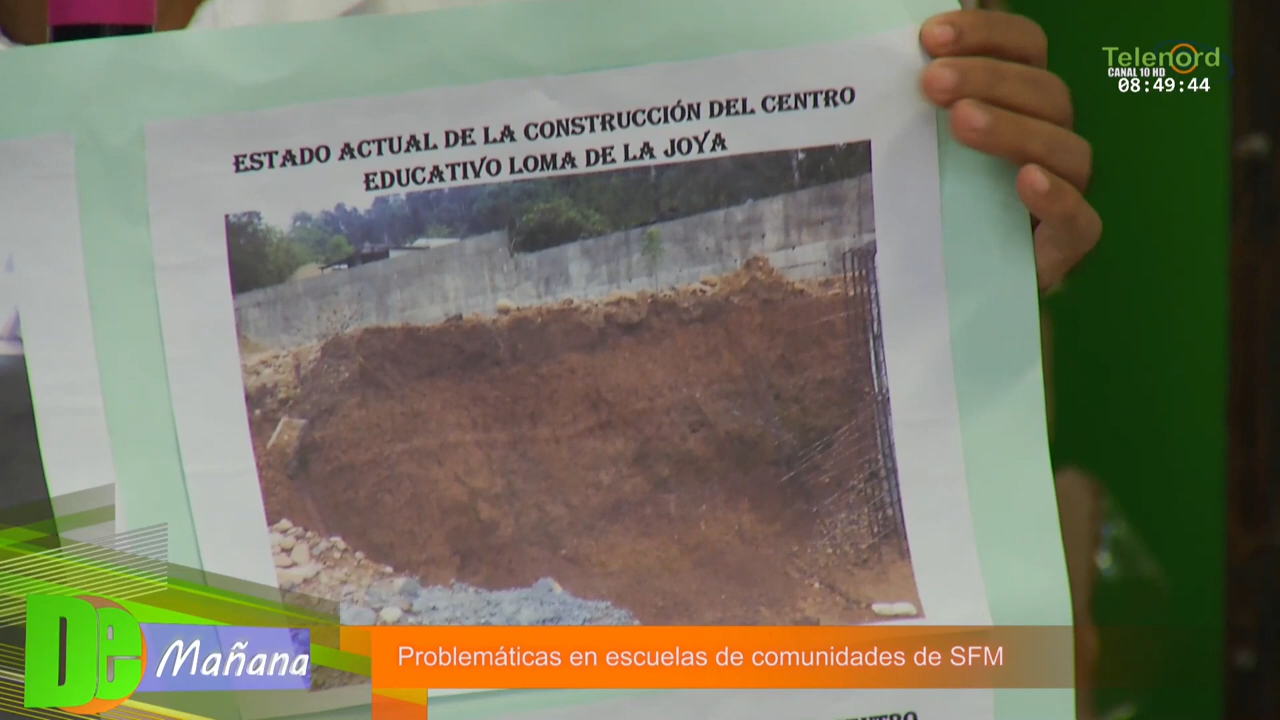 Telenord
CANAL 10 HD
08:49:44
ESTADO ACTUAL DE LA CONSTRUCCIÓN DEL CENTRO
EDUCATIVO LOMA DE LA JOYA
De
Mañana
Problemáticas en escuelas de comunidades de SFM